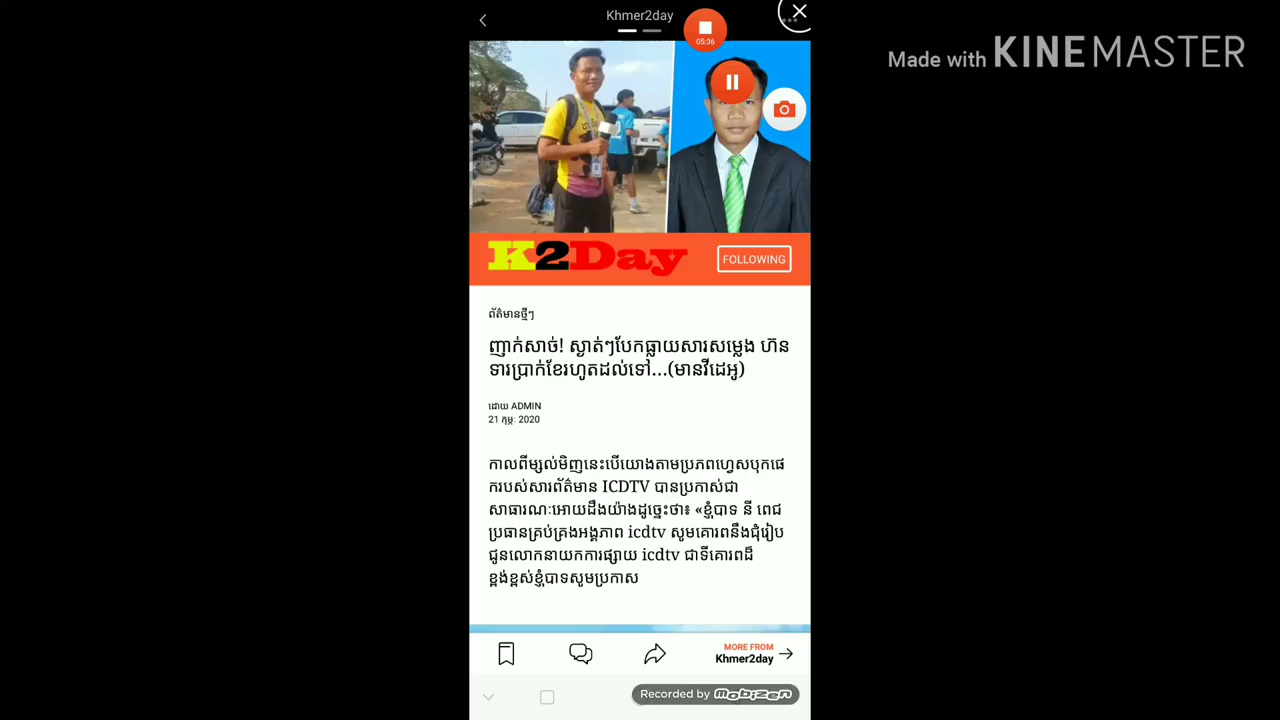 Khmer2day
05:36
Made with KINEMASTER
K2Day
FOLLOWING
ព័ត៌មានថ្មីៗ
ញាក់សាច់! ស្ងាត់ៗបែកធ្លាយសារសម្លេង ហ៊ន
ទារប្រាក់ខែរហូតដល់ទៅ...(មានវីដេអូ)
ដោយ ADMIN
21 កុម្ភៈ 2020
កាលពីម្សល់មិញនេះបើយោងតាមប្រភពហ្វេសបុកផេ
ករបស់សារព័ត៌មាន ICDTV បានប្រកាស់ជា
សាធារណៈអោយដឹងយ៉ាងដូច្នេះថា៖ «ខ្ញុំបាទ នី ពេជ
ប្រធានគ្រប់គ្រងអង្គភាព icdtv សូមគោរពនឹងជុំរៀប
ជូនលោកនាយកការផ្សាយ icdtv ជាទីគោរពដ៏
ខ្ពង់ខ្ពស់ខ្ញុំបាទសូមប្រកាស
MORE FROM
Khmer2day
Recorded by mobizen